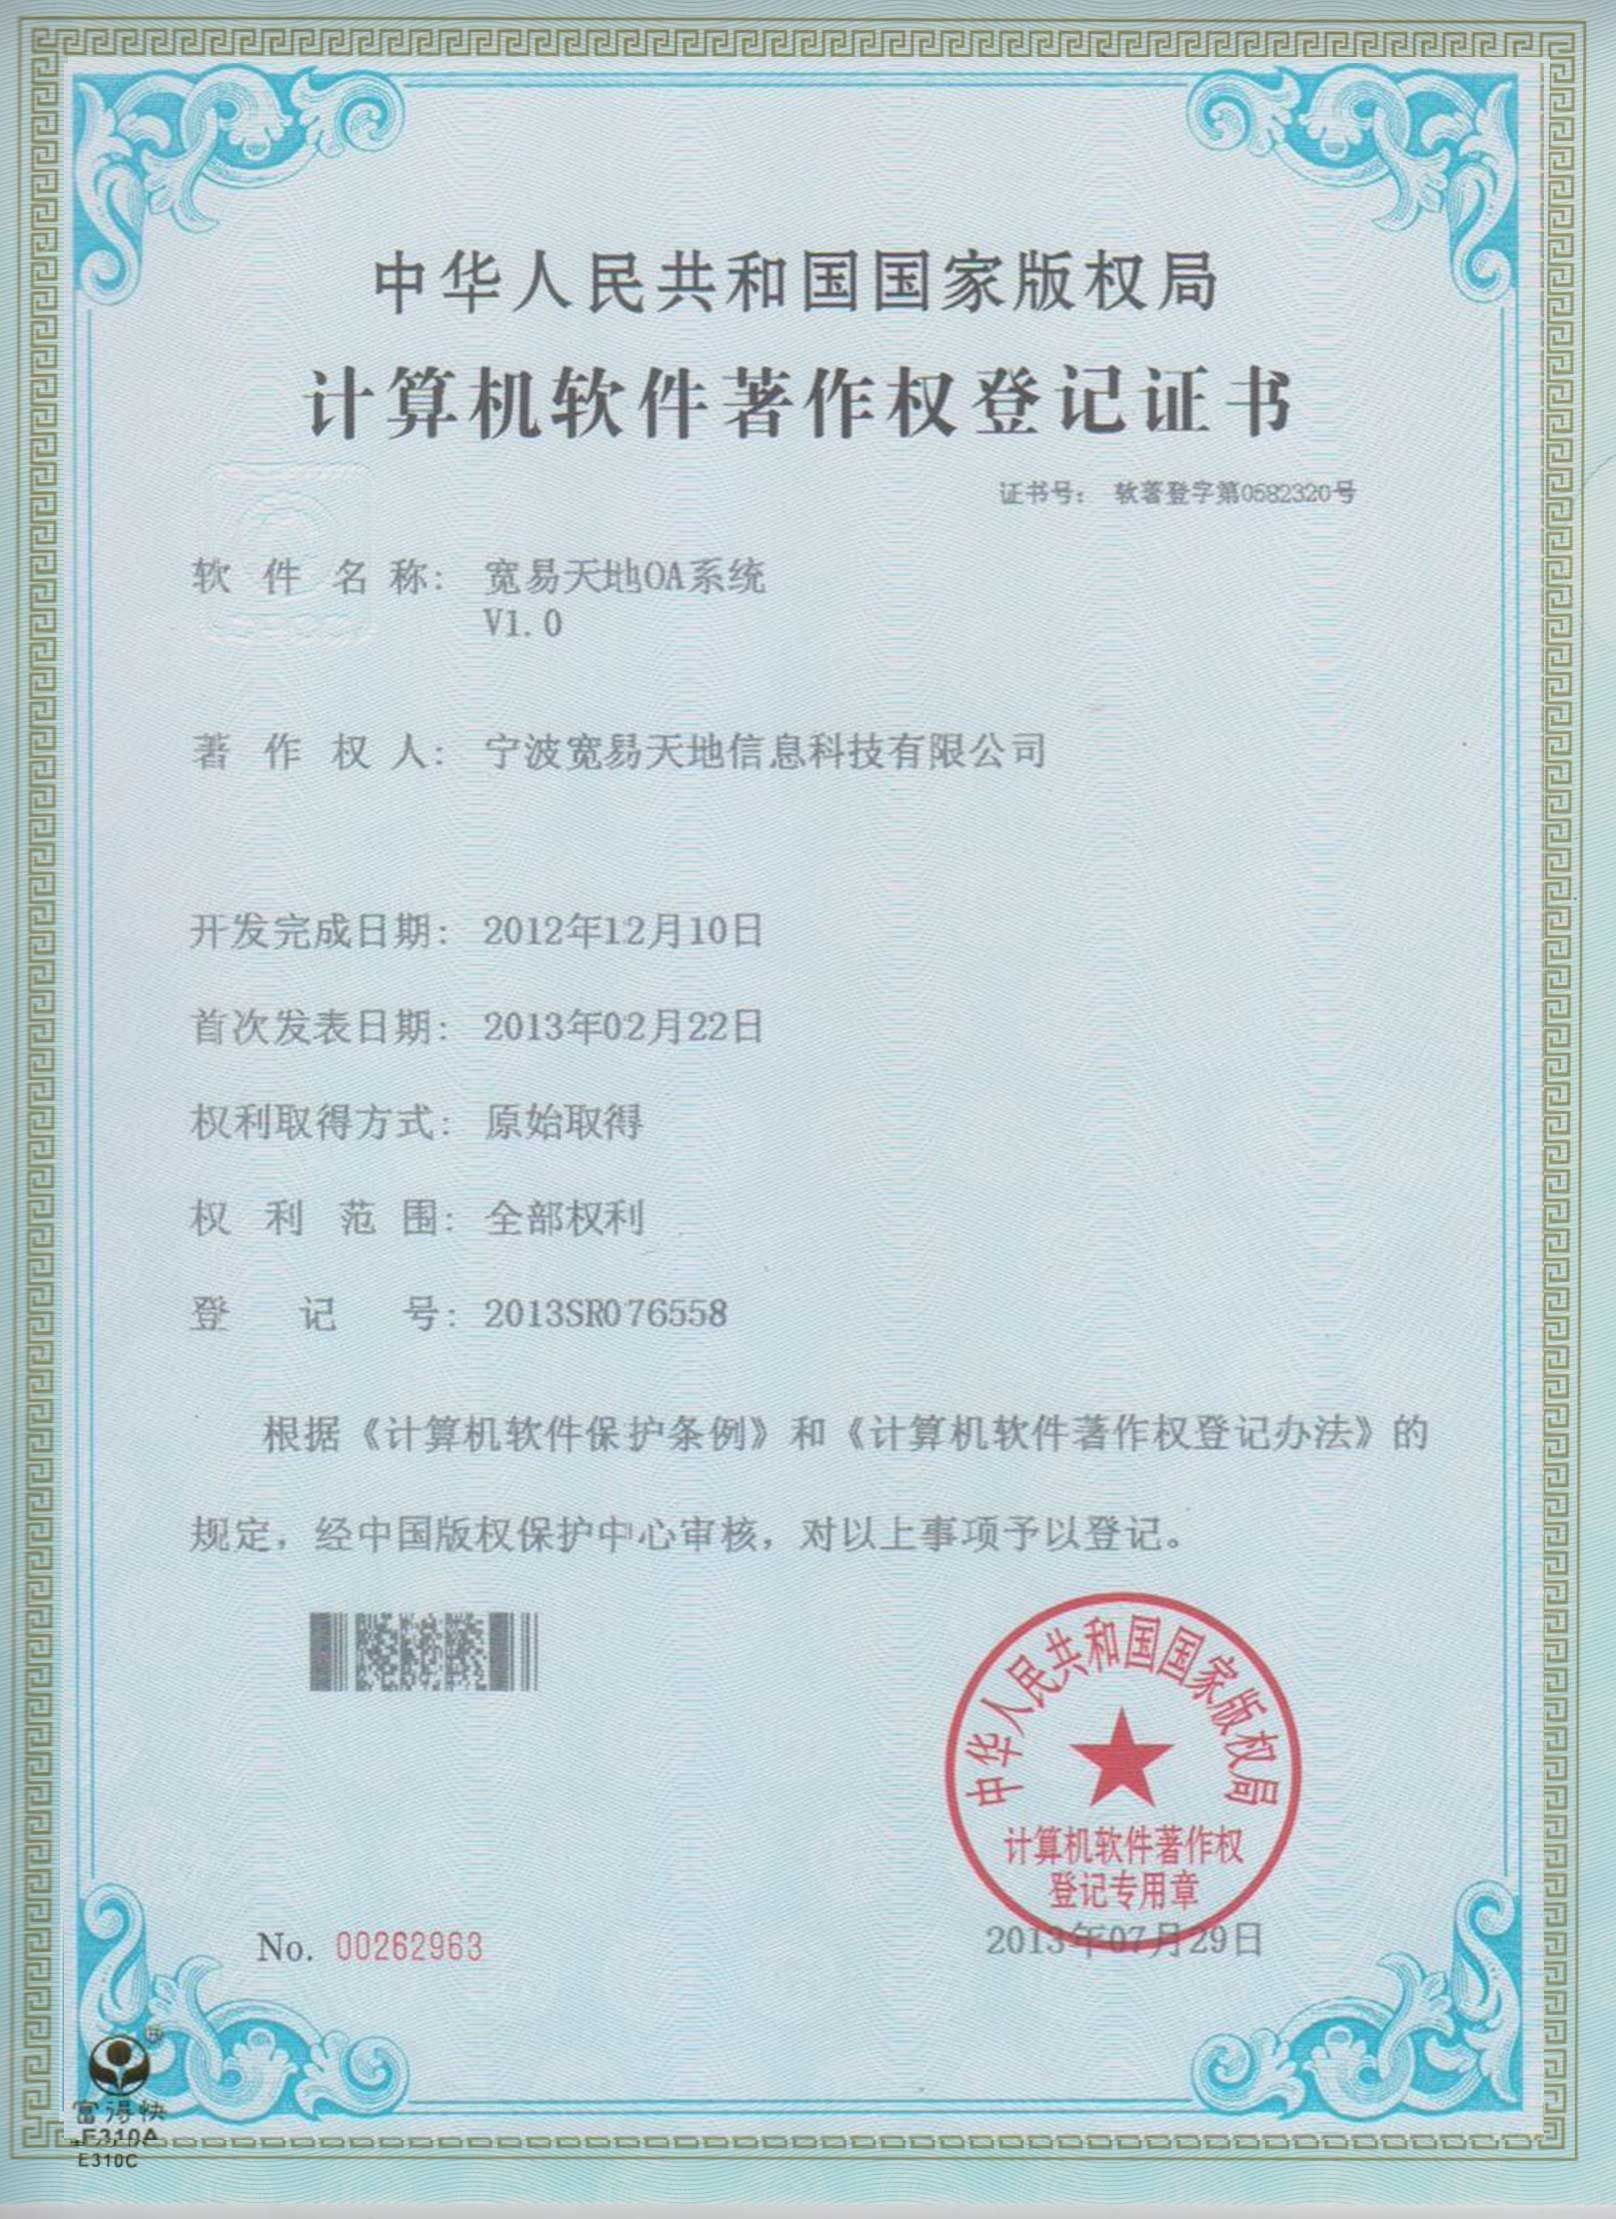 中华人民共和国国家版权局
计算机软件著作权登记证书
证书号： 软著登字第0582320号
软件名称： 宽易天地OA系统
V1.0
著作权人： 宁波宽易天地信息科技有限公司
开发完成日期： 2012年12月10日
首次发表日期： 2013年02月22日
权利取得方式： 原始取得
权利范围： 全部权利
登记号： 2013SR076558
根据《计算机软件保护条例》和《计算机软件著作权登记办法》的
规定，经中国版权保护中心审核，对以上事项予以登记。
中华人民共和国国家版权局
计算机软件著作权
登记专用章
No. 00262963
2013年07月29日
富得快
E310A
E310C